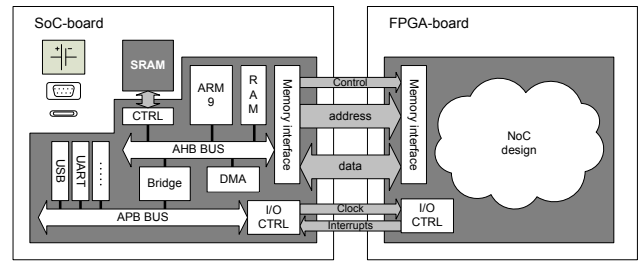 SoC-board
FPGA-board
SRAM
ARM
9
R
A
M
Memory interface
Control
Memory interface
CTRL
address
NoC
design
AHB BUS
data
USB
UART
.....
Bridge
DMA
APB BUS
I/O
CTRL
Clock
Interrupts
I/O
CTRL